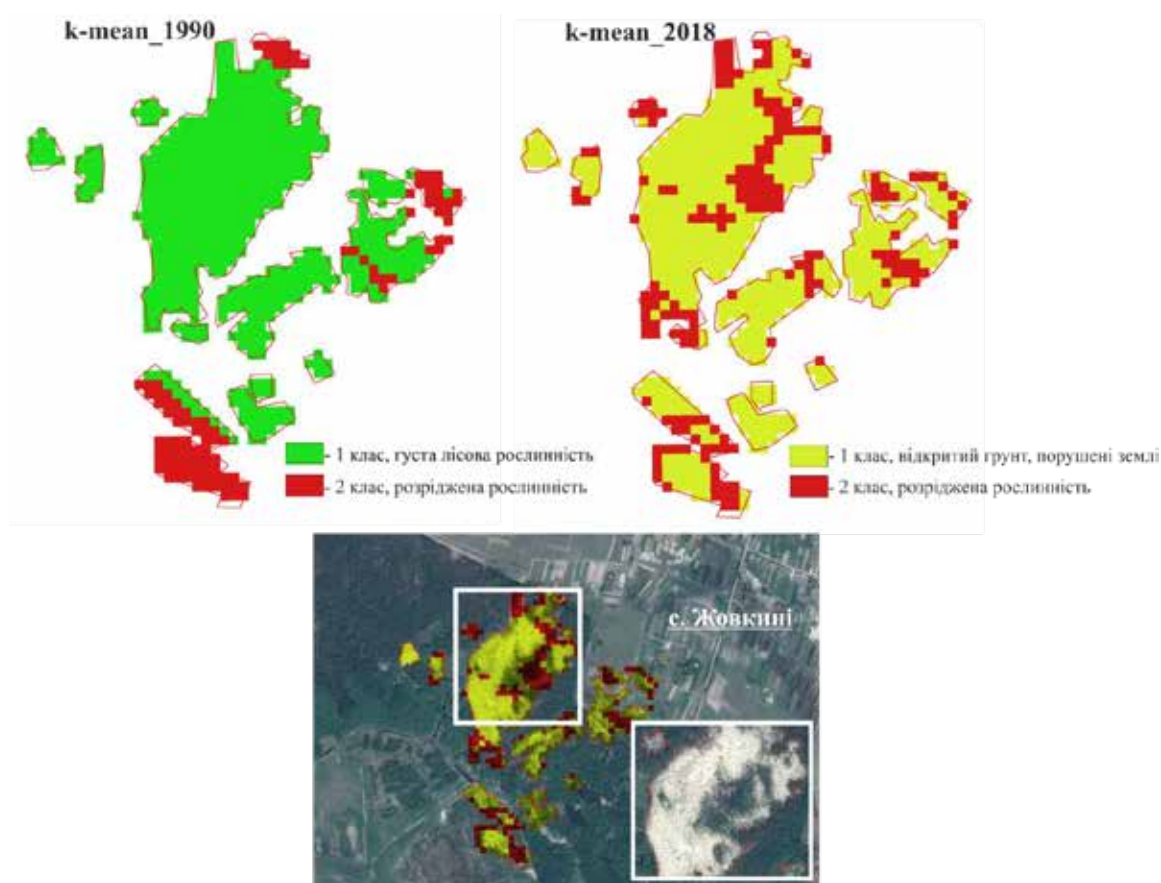 k-mean_1990
k-mean_2018
- 1 клас, густа лісова рослинність
- 2 клас, розріджена рослинність
- 1 клас, відкритий грунт, порушені землі
- 2 клас, розріджена рослинність
с. Жовкині